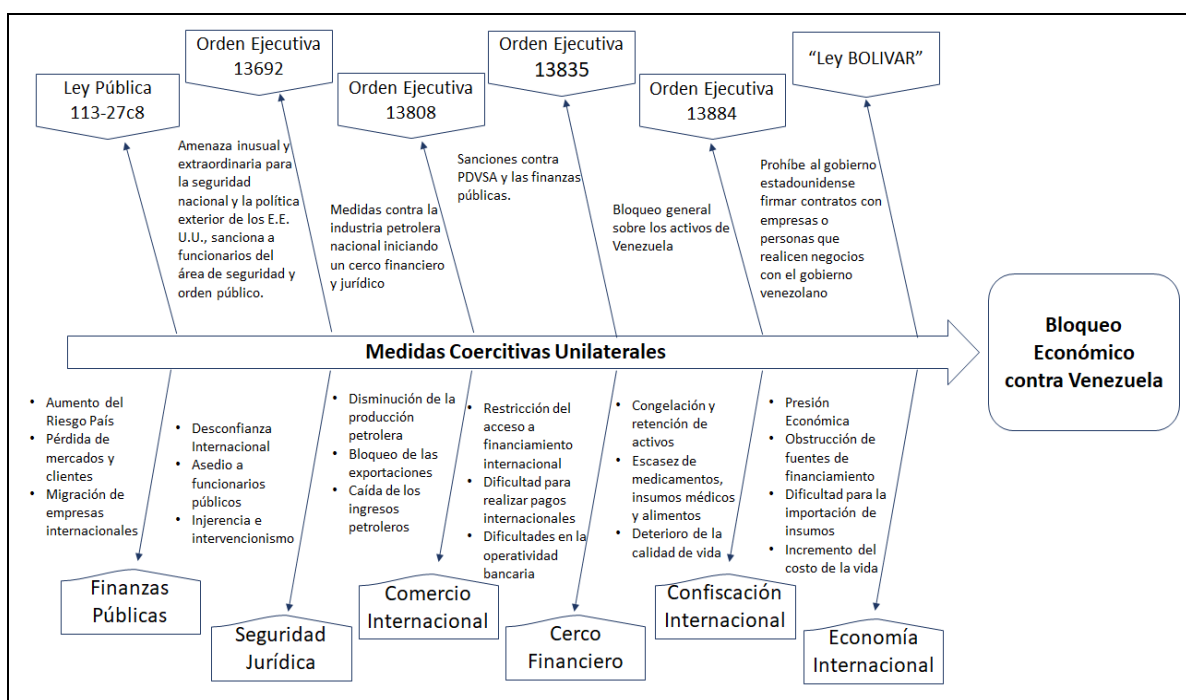 Ley Pública
113-27c8
Orden Ejecutiva
13692
Orden Ejecutiva
13808
Orden Ejecutiva
13835
Orden Ejecutiva
13884
“Ley BOLIVAR”
Amenaza inusual y
extraordinaria para
la seguridad
nacional y la política
exterior de los E.E.
U.U., sanciona a
funcionarios del
área de seguridad y
orden público.
Medidas contra la
industria petrolera
nacional iniciando
un cerco financiero
y jurídico
Sanciones contra
PDVSA y las finanzas
públicas.
Bloqueo general
sobre los activos de
Venezuela
Prohíbe al gobierno
estadounidense
firmar contratos con
empresas o
personas que
realicen negocios
con el gobierno
venezolano
Medidas Coercitivas Unilaterales
Bloqueo
Económico
contra Venezuela
• Aumento del
Riesgo País
• Pérdida de
mercados y
clientes
• Migración de
empresas
internacionales
• Desconfianza
Internacional
• Asedio a
funcionarios
públicos
• Injerencia e
intervencionismo
• Disminución de la
producción
petrolera
• Bloqueo de las
exportaciones
• Caída de los
ingresos
petroleros
• Restricción del
acceso a
financiamiento
internacional
• Dificultad para
realizar pagos
internacionales
• Dificultades en la
operatividad
bancaria
• Congelación y
retención de
activos
• Escasez de
medicamentos,
insumos médicos
y alimentos
• Deterioro de la
calidad de vida
• Presión
Económica
• Obstrucción de
fuentes de
financiamiento
• Dificultad para la
importación de
insumos
• Incremento del
costo de la vida
Finanzas
Públicas
Seguridad
Jurídica
Comercio
Internacional
Cerco
Financiero
Confiscación
Internacional
Economía
Internacional